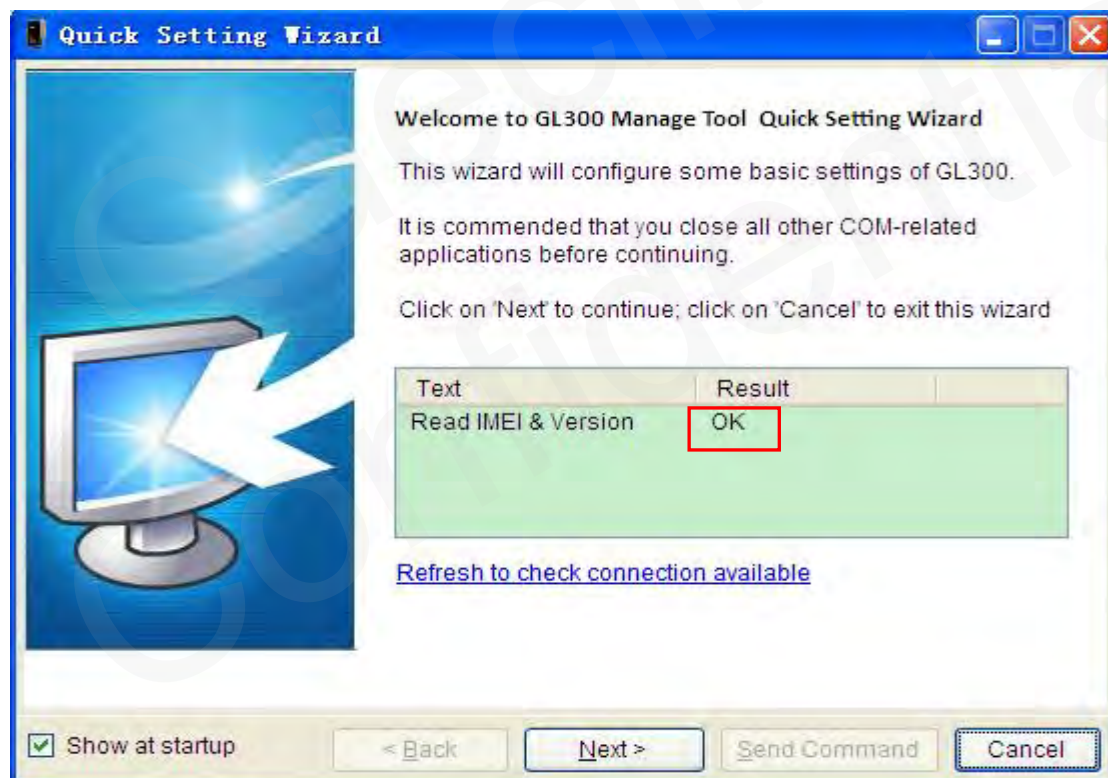 Quick Setting Wizard
Welcome to GL300 Manage Tool Quick Setting Wizard
This wizard will configure some basic settings of GL300.
It is commended that you close all other COM-related
applications before continuing.
Click on 'Next' to continue; click on 'Cancel' to exit this wizard
Text Result
Read IMEI & Version OK
Refresh to check connection available
Show at startup < Back Next > Send Command Cancel